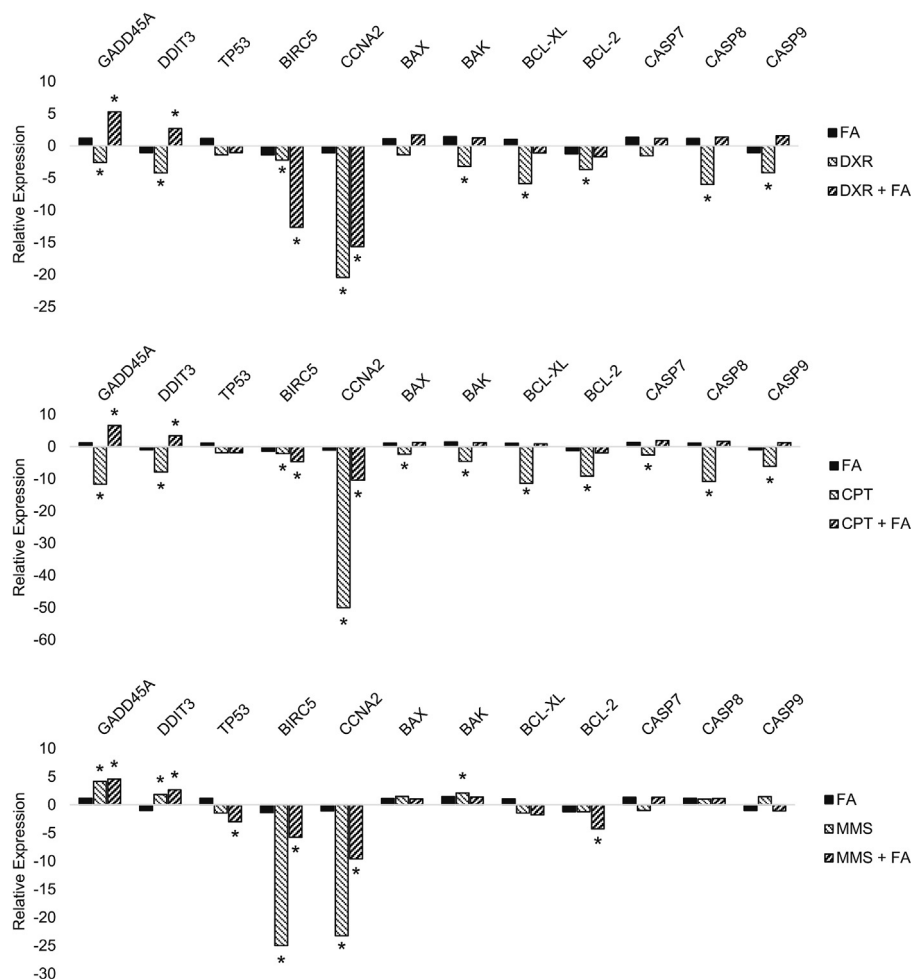 GADD45A DDIT3 TP53 BIRC5 CCNA2 BAX BAK BCL-XL BCL-2 CASP7 CASP8 CASP9
Relative Expression
10
5
0
-5
-10
-15
-20
-25
* * * * * * * * * * * * * *
FA
DXR
DXR + FA
GADD45A DDIT3 TP53 BIRC5 CCNA2 BAX BAK BCL-XL BCL-2 CASP7 CASP8 CASP9
Relative Expression
10
0
-10
-20
-30
-40
-50
-60
* * * * * * * * * * * * * * *
FA
CPT
CPT + FA
GADD45A DDIT3 TP53 BIRC5 CCNA2 BAX BAK BCL-XL BCL-2 CASP7 CASP8 CASP9
Relative Expression
10
5
0
-5
-10
-15
-20
-25
-30
* * * * * * * * * * *
FA
MMS
MMS + FA